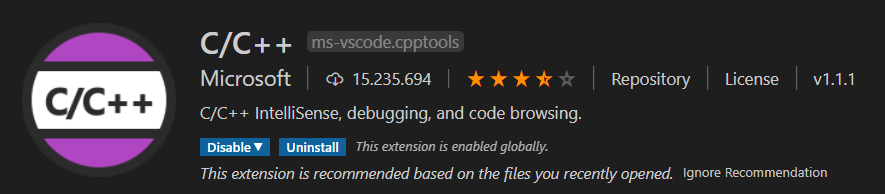 C/C++
C/C++ ms-vscode.cpptools
Microsoft 15.235.694 Repository License v1.1.1
C/C++ IntelliSense, debugging, and code browsing.
Disable Uninstall This extension is enabled globally.
This extension is recommended based on the files you recently opened. Ignore Recommendation